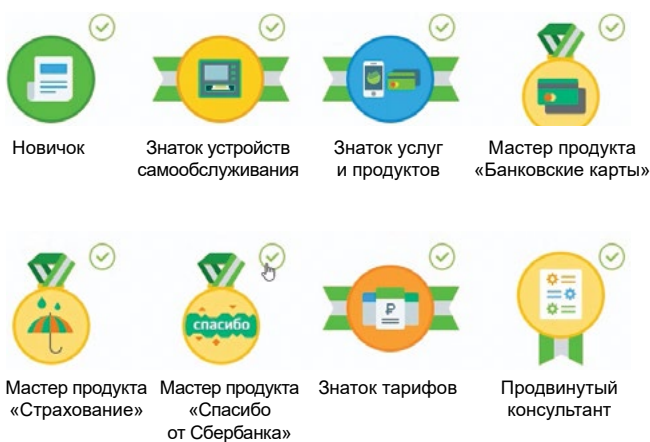 Новичок
Знаток устройств
самообслуживания
Знаток услуг
и продуктов
Мастер продукта
«Банковские карты»
спасибо
₽
Мастер продукта
«Страхование»
Мастер продукта
«Спасибо
от Сбербанка»
Знаток тарифов
Продвинутый
консультант